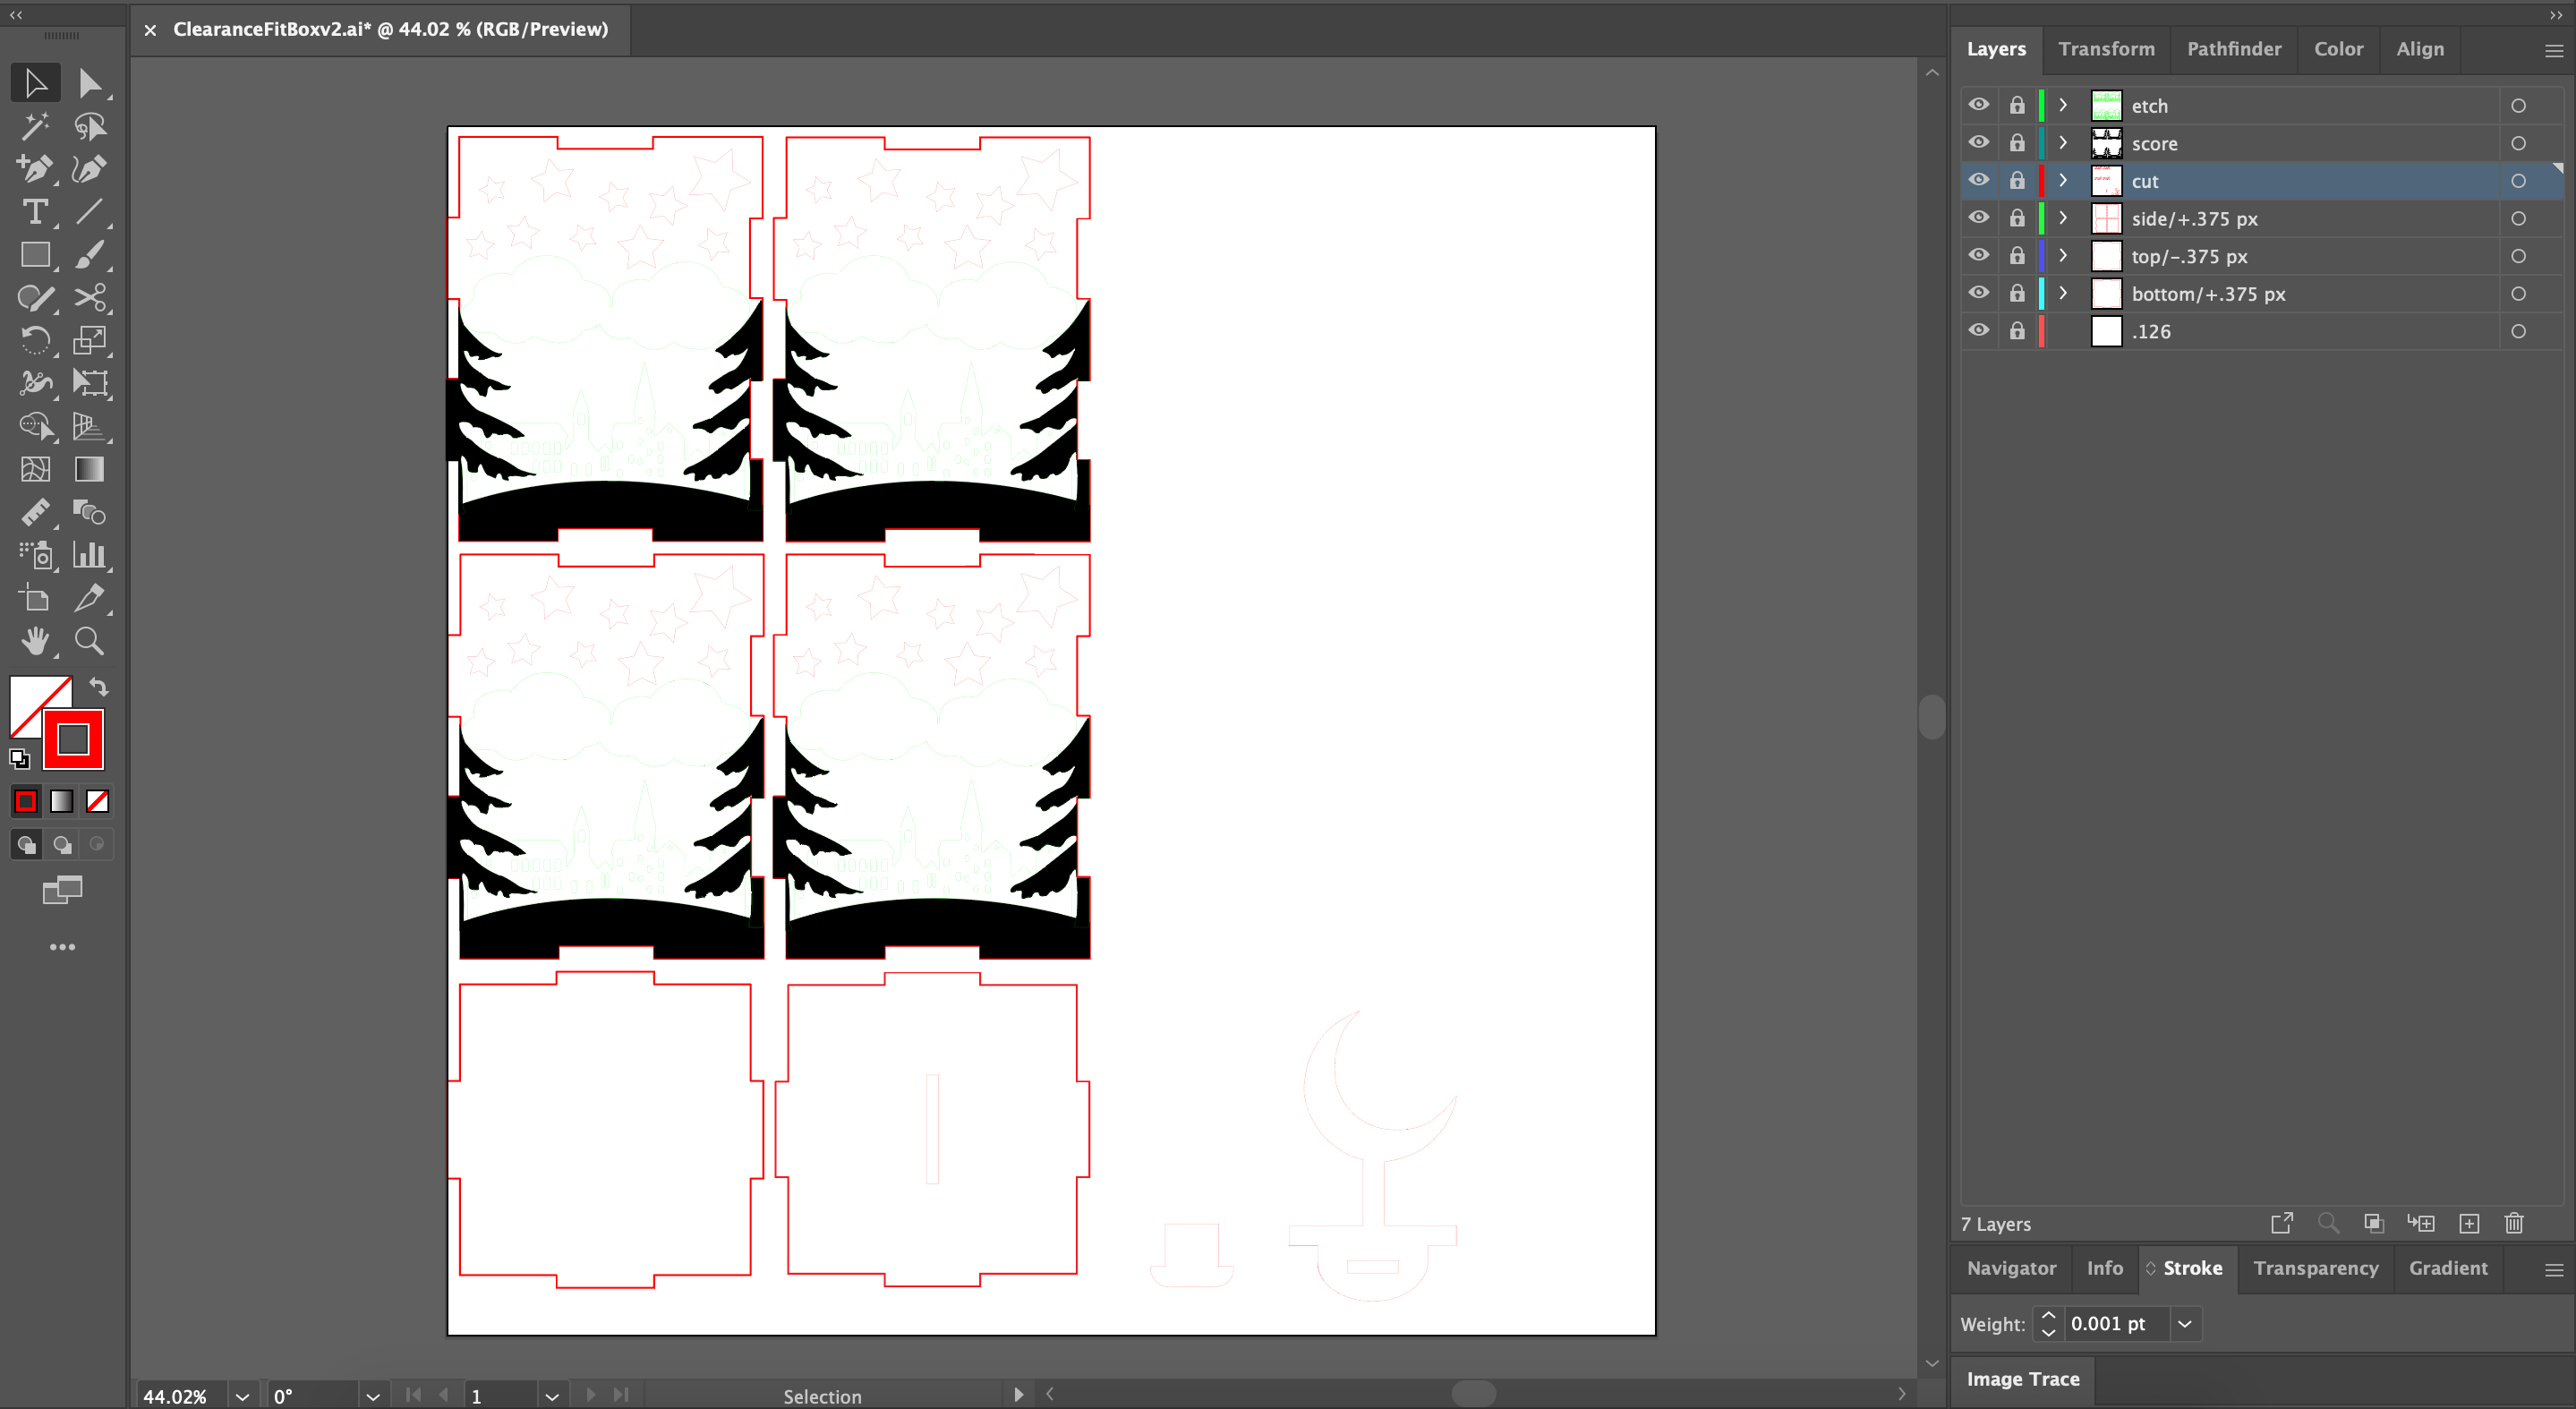 ClearanceFitBoxv2.ai* @ 44.02 % (RGB/Preview)
Layers
Transform
Pathfinder
Color
Align
etch
score
cut
side/+.375 px
top/-.375 px
bottom/+.375 px
.126
7 Layers
Navigator
Info
Stroke
Transparency
Gradient
Weight:
0.001 pt
Image Trace
44.02%
0°
1
Selection